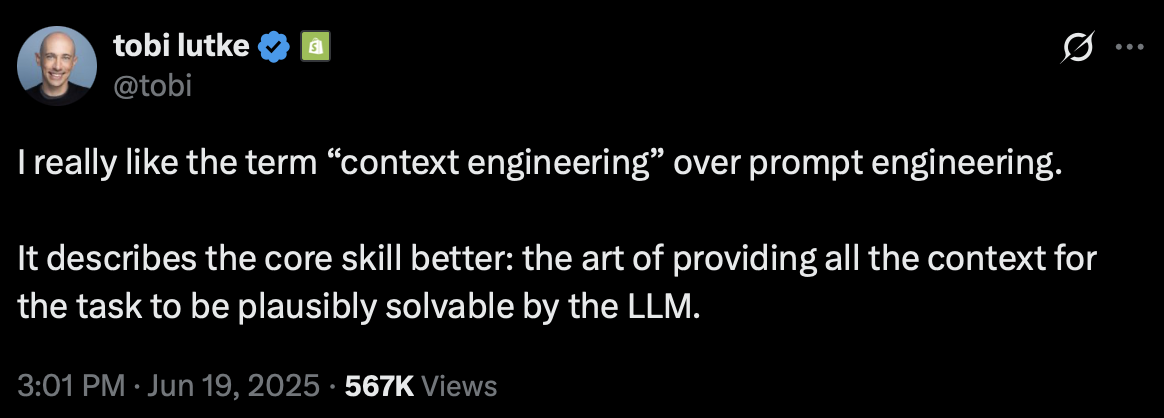 tobi lutke
@tobi
I really like the term “context engineering” over prompt engineering.
It describes the core skill better: the art of providing all the context for
the task to be plausibly solvable by the LLM.
3:01 PM · Jun 19, 2025 · 567K Views